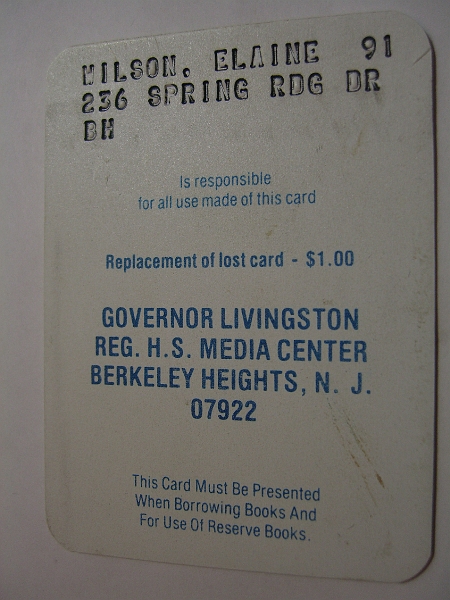 WILSON, ELAINE 91
236 SPRING RDG DR
BH
Is responsible
for all use made of this card
Replacement of lost card - $1.00
GOVERNOR LIVINGSTON
REG. H.S. MEDIA CENTER
BERKELEY HEIGHTS, N. J.
07922
This Card Must Be Presented
When Borrowing Books And
For Use Of Reserve Books.